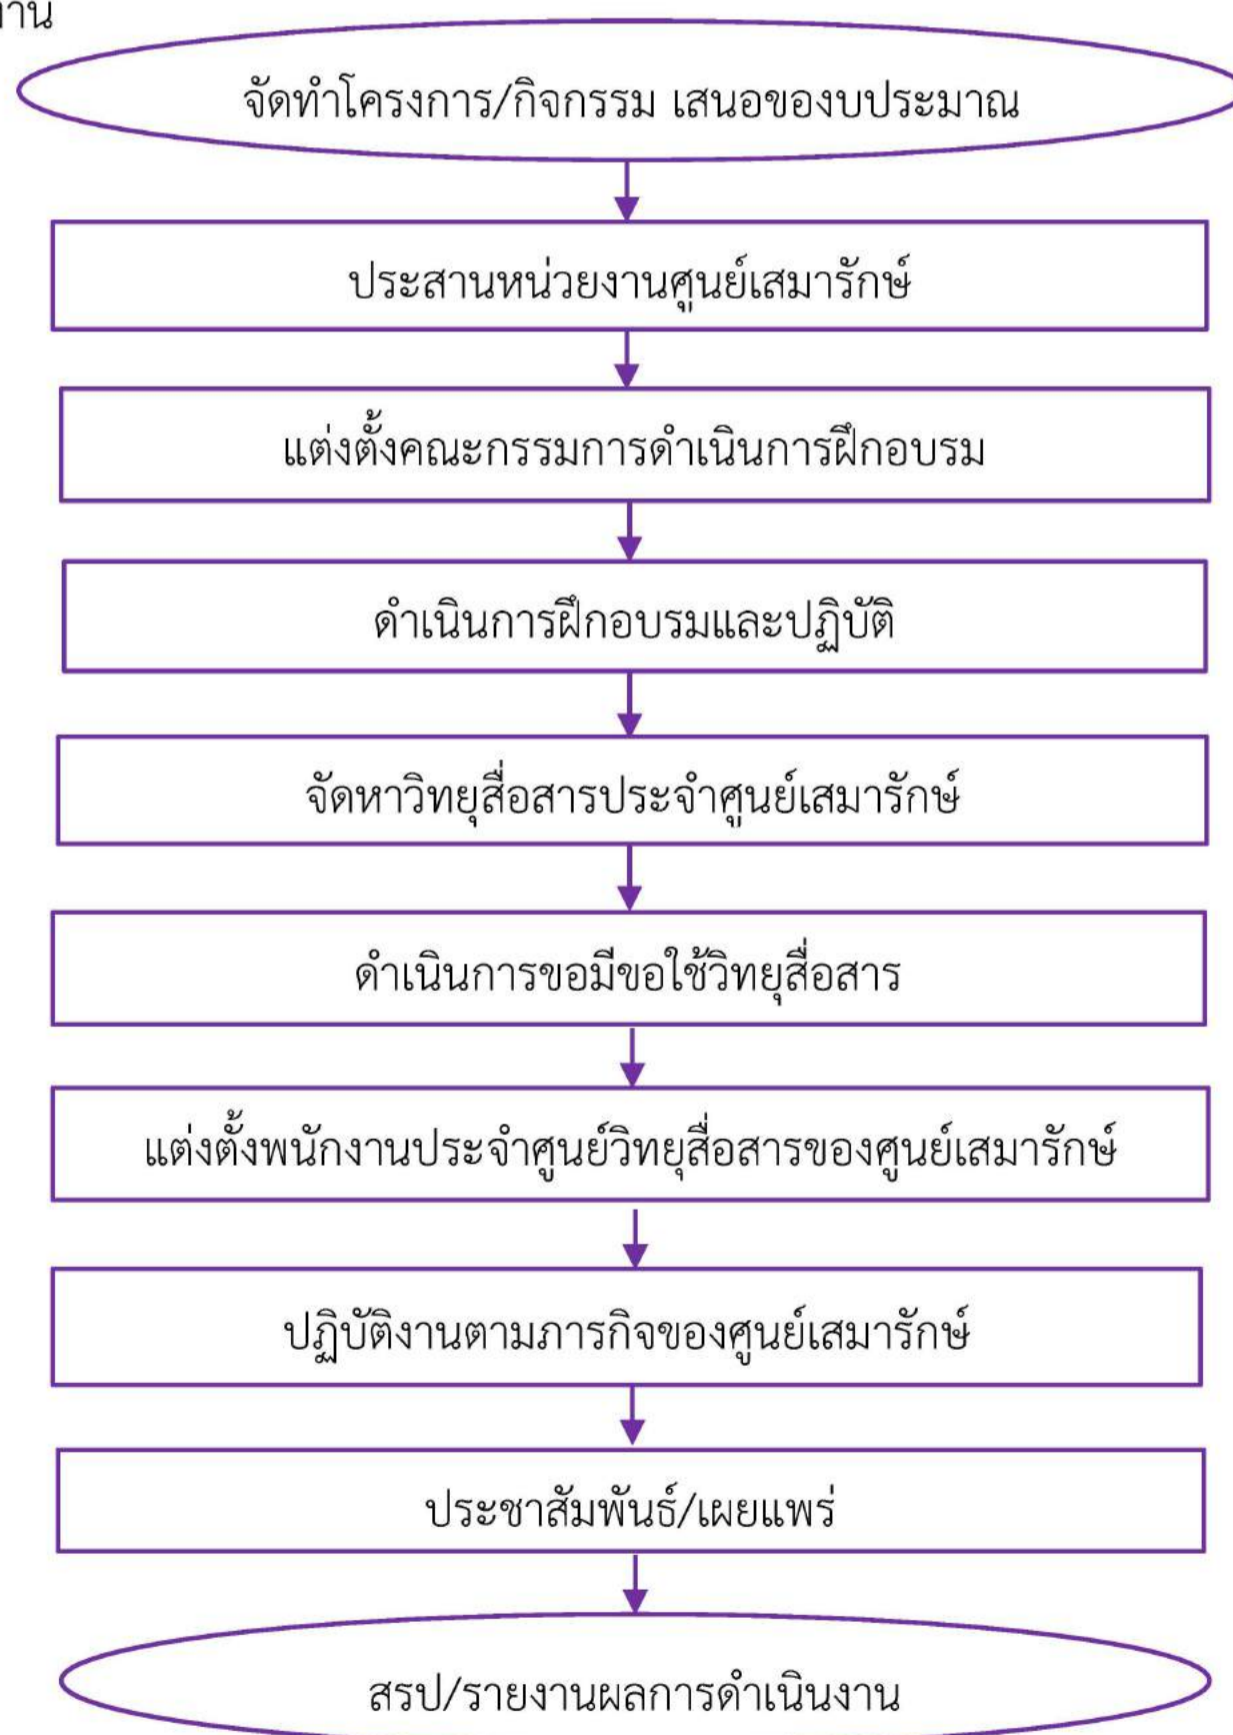 จัดทำโครงการ/กิจกรรม เสนอของบประมาณ
ประสานหน่วยงานศูนย์เสมารักษ์
แต่งตั้งคณะกรรมการดำเนินการฝึกอบรม
ดำเนินการฝึกอบรมและปฏิบัติ
จัดหาวิทยุสื่อสารประจำศูนย์เสมารักษ์
ดำเนินการขอมีขอใช้วิทยุสื่อสาร
แต่งตั้งพนักงานประจำศูนย์วิทยุสื่อสารของศูนย์เสมารักษ์
ปฏิบัติงานตามภารกิจของศูนย์เสมารักษ์
ประชาสัมพันธ์/เผยแพร่
สรป/รายงานผลการดำเนินงาน